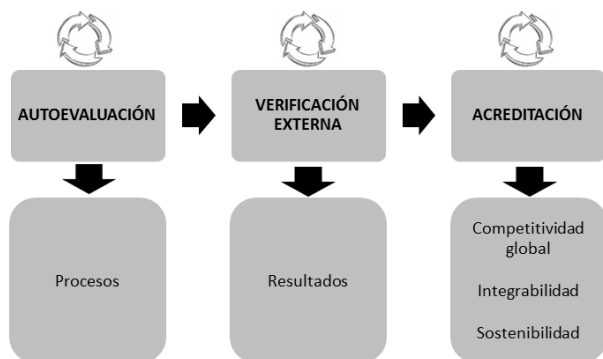 AUTOEVALUACIÓN
VERIFICACIÓN
EXTERNA
ACREDITACIÓN
Procesos
Resultados
Competitividad
global
Integrabilidad
Sostenibilidad